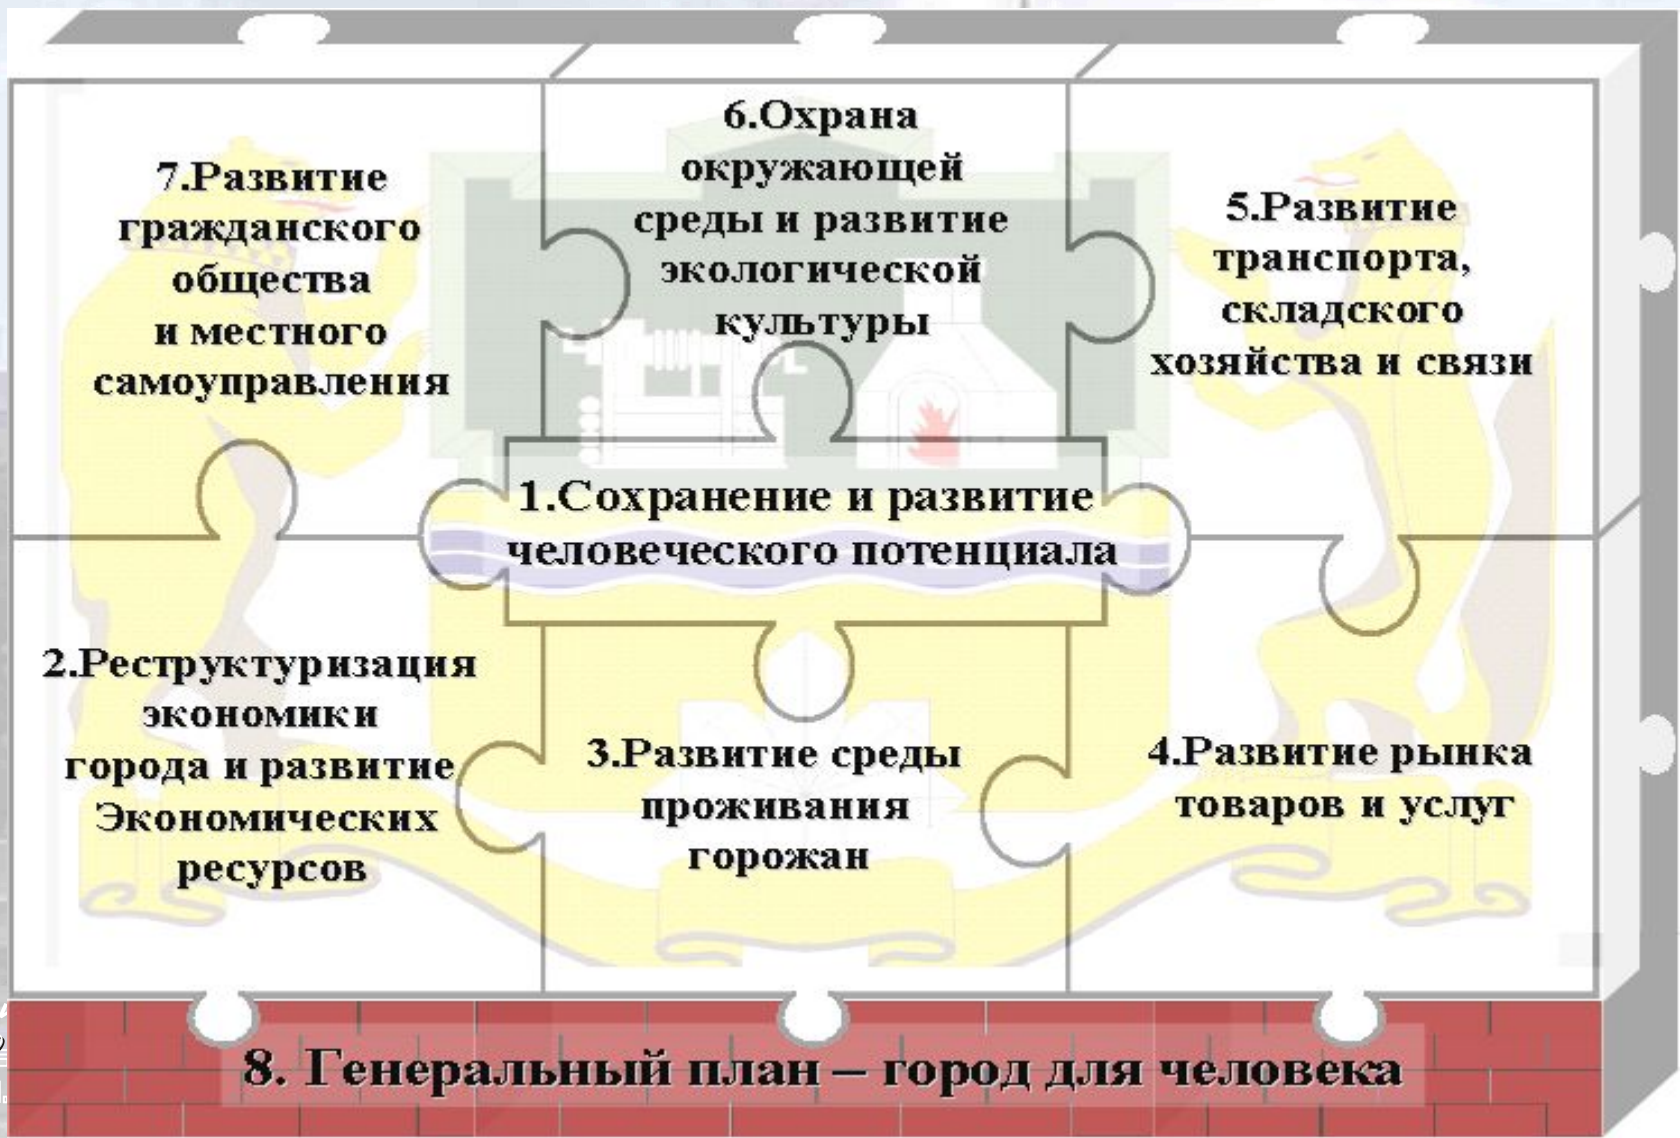 7.Развитие
гражданского
общества
и местного
самоуправления
6.Охрана
окружающей
среды и развитие
экологической
культуры
5.Развитие
транспорта,
складского
хозяйства и связи
1.Сохранение и развитие
человеческого потенциала
2.Реструктуризация
экономики
города и развитие
Экономических
ресурсов
3.Развитие среды
проживания
горожан
4.Развитие рынка
товаров и услуг
8. Генеральный план – город для человека